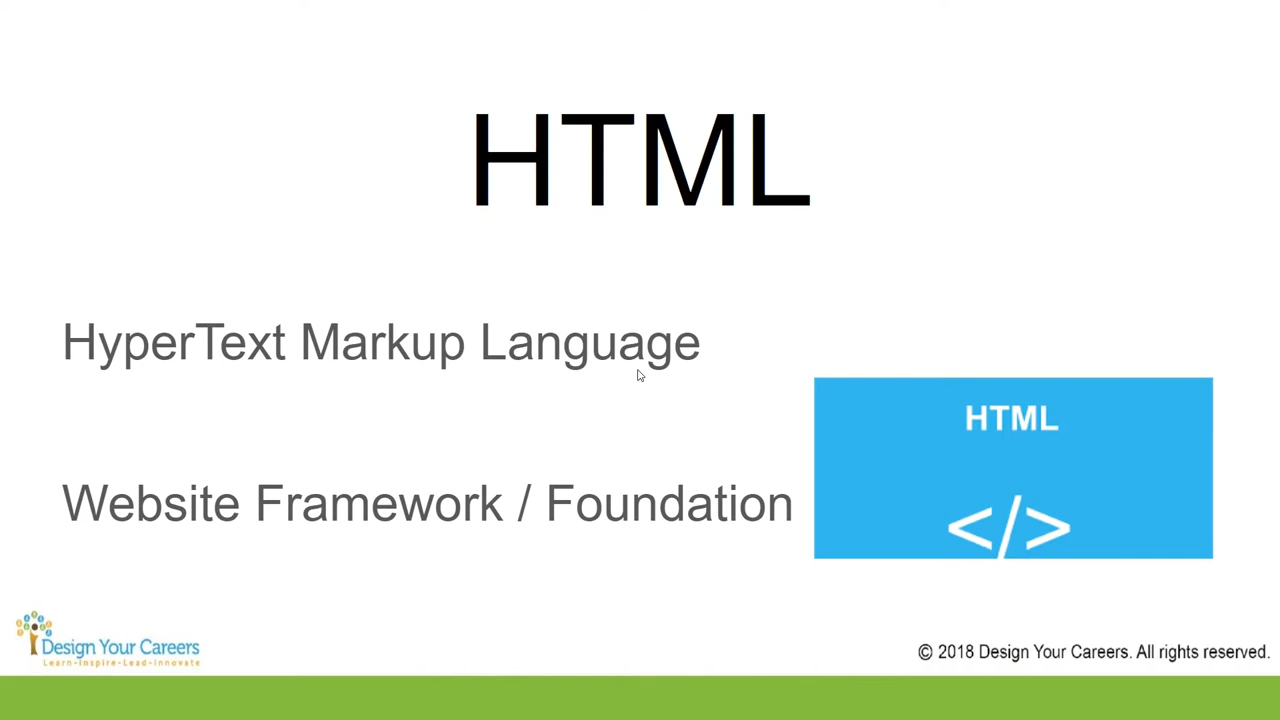 HTML
HyperText Markup Language
HTML
Website Framework / Foundation
</>
Design Your Careers
Learn-Inspire-Lead-Innovate
© 2018 Design Your Careers. All rights reserved.